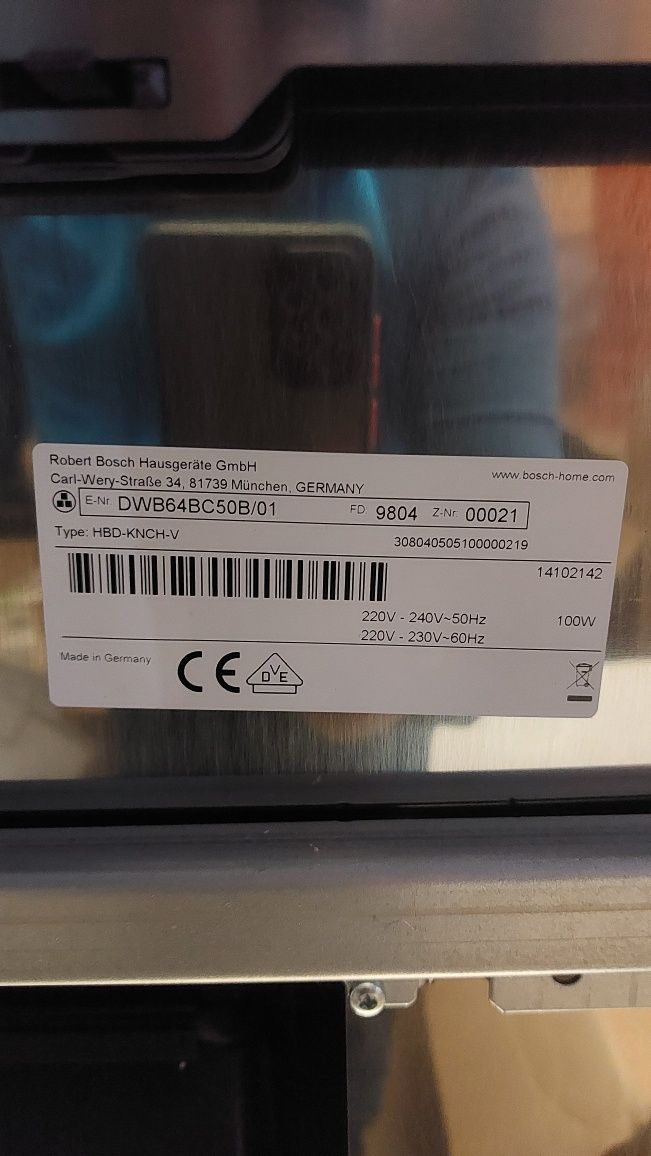 Robert Bosch Hausgeräte GmbH
www.bosch-home.com
Carl-Wery-Straße 34, 81739 München, GERMANY
E-Nr. DWB64BC50B/01 FD: 9804 Z-Nr: 00021
Type: HBD-KNCH-V
308040505100000219
14102142
220V - 240V~50Hz 100W
220V - 230V~60Hz
Made in Germany
CE
DVE